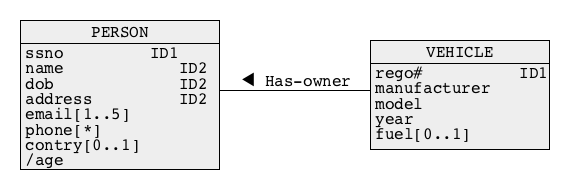 PERSON
ssno ID1
name ID2
dob ID2
address ID2
email[1..5]
phone[*]
contry[0..1]
/age
◀ Has-owner
VEHICLE
rego# ID1
manufacturer
model
year
fuel[0..1]